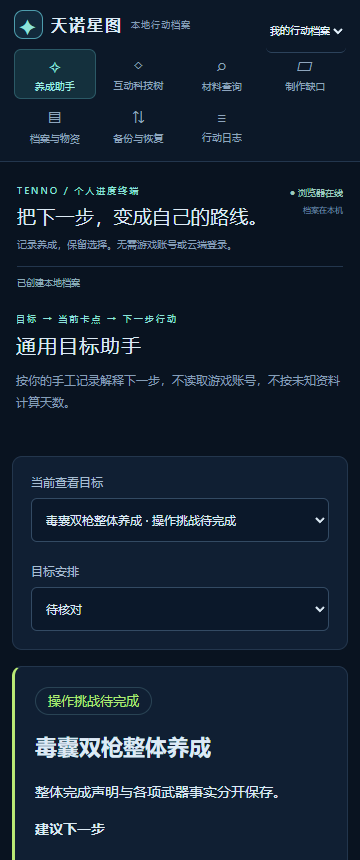 天诺星图 本地行动档案
我的行动档案
养成助手
互动科技树
材料查询
制作缺口
档案与物资
备份与恢复
行动日志
TENNO / 个人进度终端
浏览器在线
把下一步，变成自己的路线。
档案在本机
记录养成，保留选择。无需游戏账号或云端登录。
已创建本地档案
目标 → 当前卡点 → 下一步行动
通用目标助手
按你的手工记录解释下一步，不读取游戏账号，不按未知资料
计算天数。
当前查看目标
毒囊双枪整体养成 · 操作挑战待完成
目标安排
待核对
操作挑战待完成
毒囊双枪整体养成
整体完成声明与各项武器事实分开保存。
建议下一步